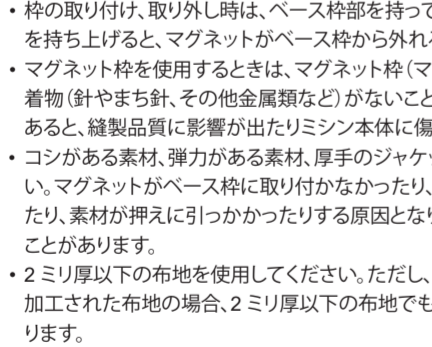 • 枠の取り付け、取り外し時は、ベース枠部を持って
を持ち上げると、マグネットがベース枠から外れ
• マグネット枠を使用するときは、マグネット枠(マ
着物(針やまち針、その他金属類など)がないこと
あると、縫製品質に影響が出たりミシン本体に傷
• コシがある素材、弾力がある素材、厚手のジャケッ
い。マグネットがベース枠に取り付かなかったり、
たり、素材が押えに引っかかったりする原因となり
ことがあります。
• 2 ミリ厚以下の布地を使用してください。ただし、
加工された布地の場合、2 ミリ厚以下の布地でも
ります。